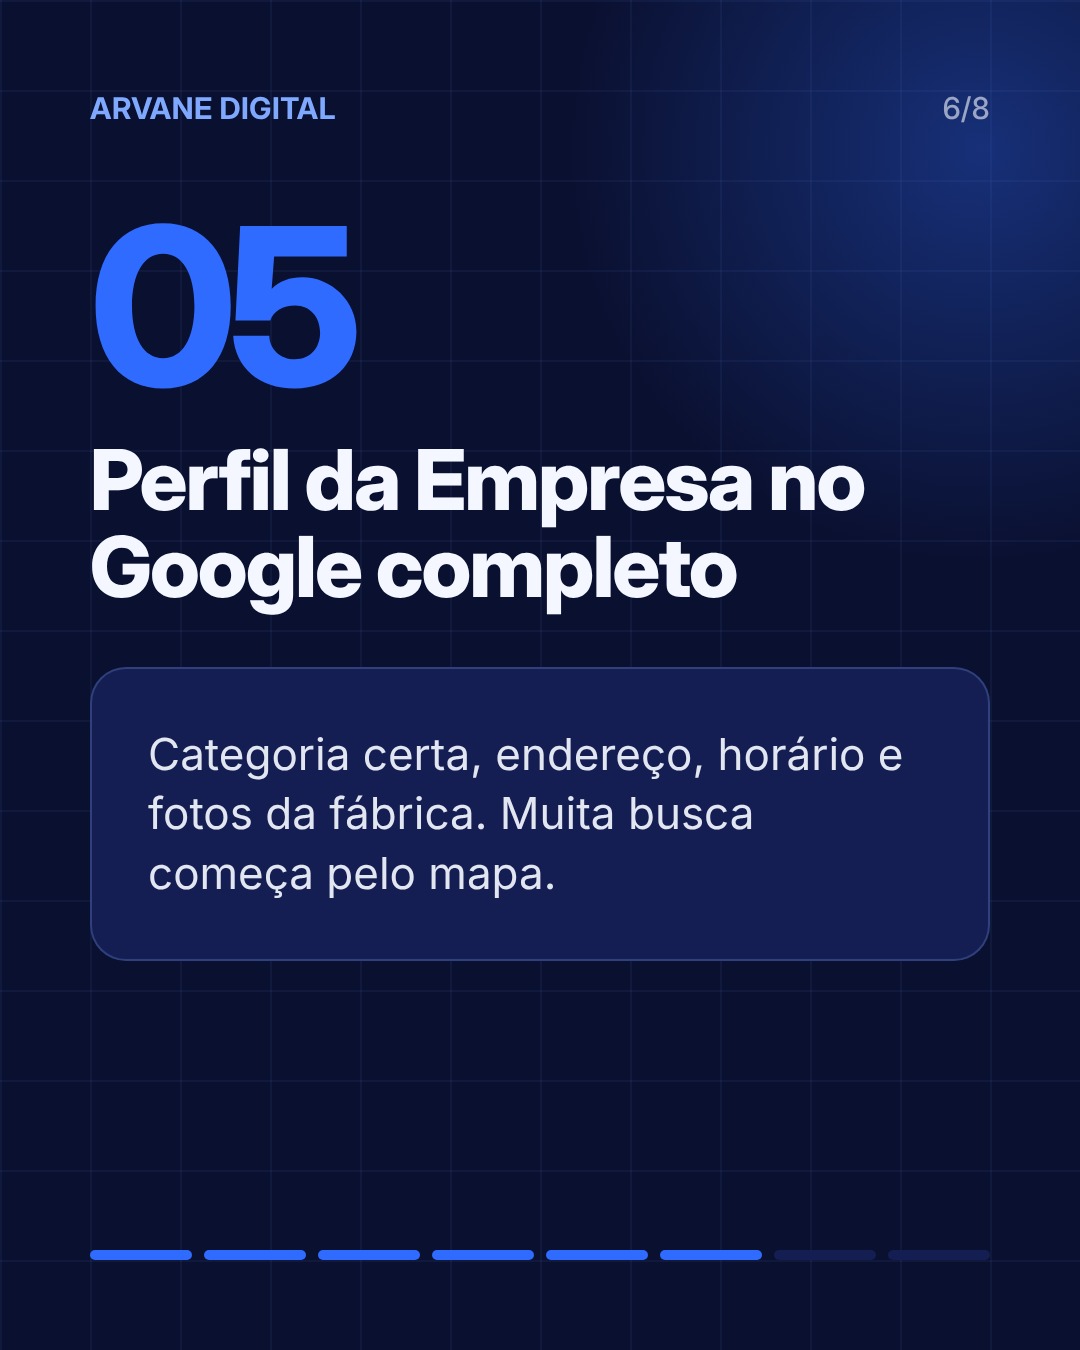 ARVANE DIGITAL
6/8
05
Perfil da Empresa no
Google completo
Categoria certa, endereço, horário e
fotos da fábrica. Muita busca
começa pelo mapa.